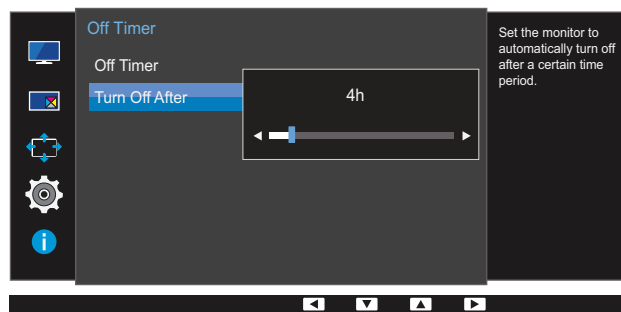 Off Timer
Off Timer
Turn Off After
4h
Set the monitor to
automatically turn off
after a certain time
period.